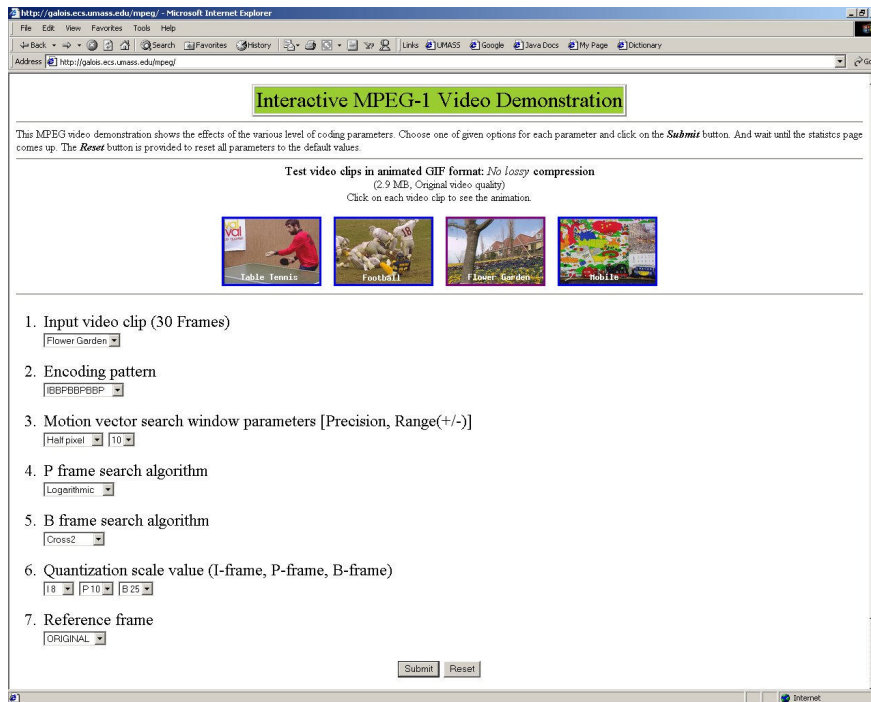 http://galois.ecs.umass.edu/mpeg/ - Microsoft Internet Explorer
File Edit View Favorites Tools Help
Back Search Favorites History Links UMASS Google Java Docs My Page Dictionary
Address http://galois.ecs.umass.edu/mpeg/ Go
Interactive MPEG-1 Video Demonstration
This MPEG video demonstration shows the effects of the various level of coding parameters. Choose one of given options for each parameter and click on the Submit button. And wait until the statistcs page
comes up. The Reset button is provided to reset all parameters to the default values.
Test video clips in animated GIF format: No lossy compression
(2.9 MB, Original video quality)
Click on each video clip to see the animation.
Table Tennis Football Flower Garden Mobile
1. Input video clip (30 Frames)
Flower Garden
2. Encoding pattern
IBBPBBPBBP
3. Motion vector search window parameters [Precision, Range(+/-)]
Half pixel 10
4. P frame search algorithm
Logarithmic
5. B frame search algorithm
Cross2
6. Quantization scale value (I-frame, P-frame, B-frame)
I 8 P 10 B 25
7. Reference frame
ORIGINAL
Submit Reset
Internet